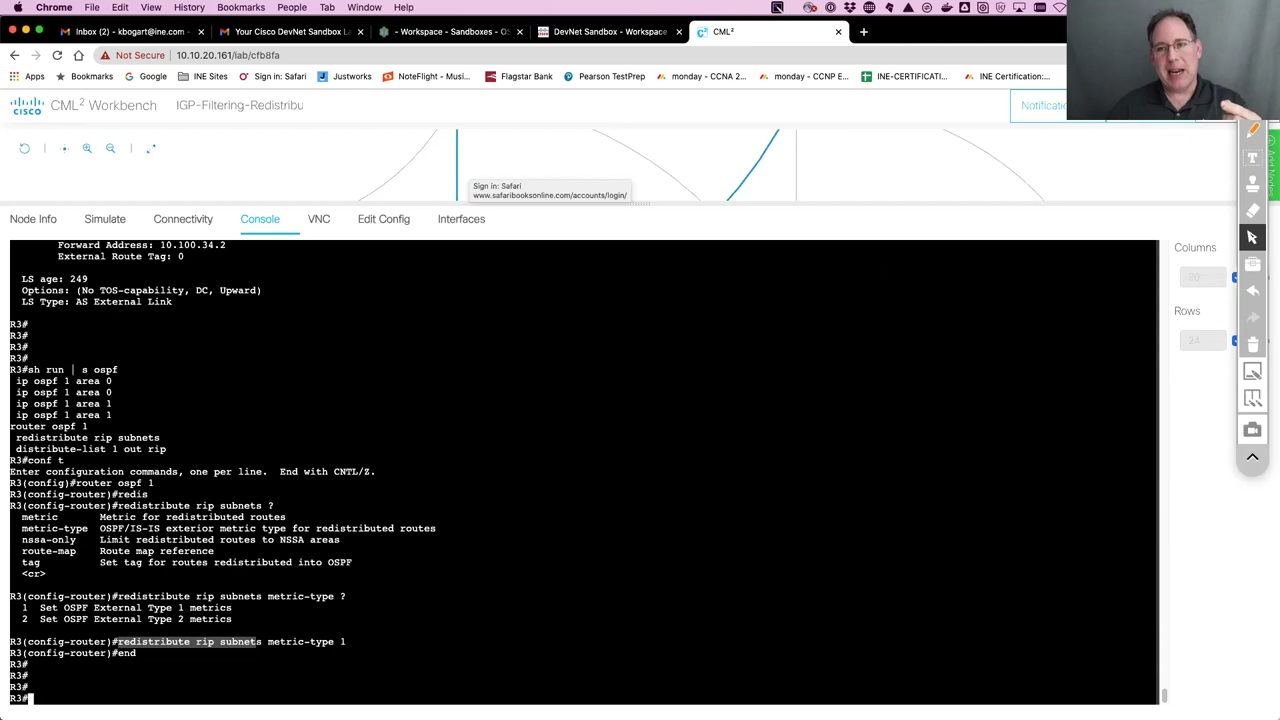 Chrome File Edit View History Bookmarks People Tab Window Help
Inbox (2) - kbogart@ine.com -
Your Cisco DevNet Sandbox La
- Workspace - Sandboxes - OS
DevNet Sandbox - Workspace
CML²
Not Secure 10.10.20.161/lab/cfb8fa
Apps Bookmarks Google INE Sites Sign in: Safari Justworks NoteFlight - Musi... Flagstar Bank Pearson TestPrep monday - CCNA 2... monday - CCNP E... INE-CERTIFICATI... INE Certification:...
CISCO CML² Workbench IGP-Filtering-Redistribu Notificatio
Sign in: Safari
www.safaribooksonline.com/accounts/login/
Add Nodes
Node Info Simulate Connectivity Console VNC Edit Config Interfaces
Forward Address: 10.100.34.2
External Route Tag: 0
LS age: 249
Options: (No TOS-capability, DC, Upward)
LS Type: AS External Link
R3#
R3#
R3#
R3#
R3#sh run | s ospf
ip ospf 1 area 0
ip ospf 1 area 0
ip ospf 1 area 1
ip ospf 1 area 1
router ospf 1
redistribute rip subnets
distribute-list 1 out rip
R3#conf t
Enter configuration commands, one per line. End with CNTL/Z.
R3(config)#router ospf 1
R3(config-router)#redis
R3(config-router)#redistribute rip subnets ?
metric Metric for redistributed routes
metric-type OSPF/IS-IS exterior metric type for redistributed routes
nssa-only Limit redistributed routes to NSSA areas
route-map Route map reference
tag Set tag for routes redistributed into OSPF
<cr>
R3(config-router)#redistribute rip subnets metric-type ?
1 Set OSPF External Type 1 metrics
2 Set OSPF External Type 2 metrics
R3(config-router)#redistribute rip subnets metric-type 1
R3(config-router)#end
R3#
R3#
R3#
R3#
Columns
20
Rows
24